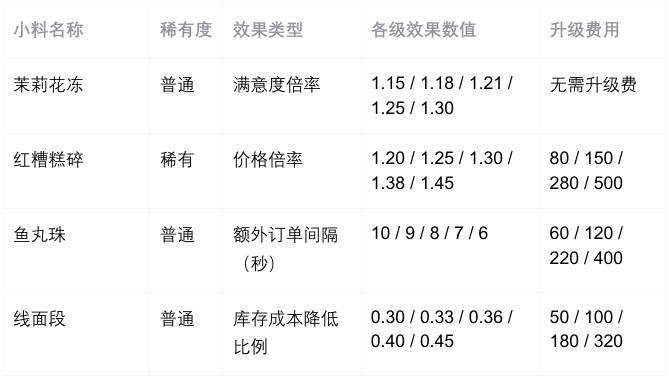 小料名称 稀有度 效果类型 各级效果数值 升级费用
茉莉花冻 普通 满意度倍率 1.15 / 1.18 / 1.21 / 无需升级费
1.25 / 1.30
红糟糕碎 稀有 价格倍率 1.20 / 1.25 / 1.30 / 80 / 150 /
1.38 / 1.45 280 / 500
鱼丸珠 普通 额外订单间隔 10 / 9 / 8 / 7 / 6 60 / 120 /
（秒） 220 / 400
线面段 普通 库存成本降低 0.30 / 0.33 / 0.36 / 50 / 100 /
比例 0.40 / 0.45 180 / 320